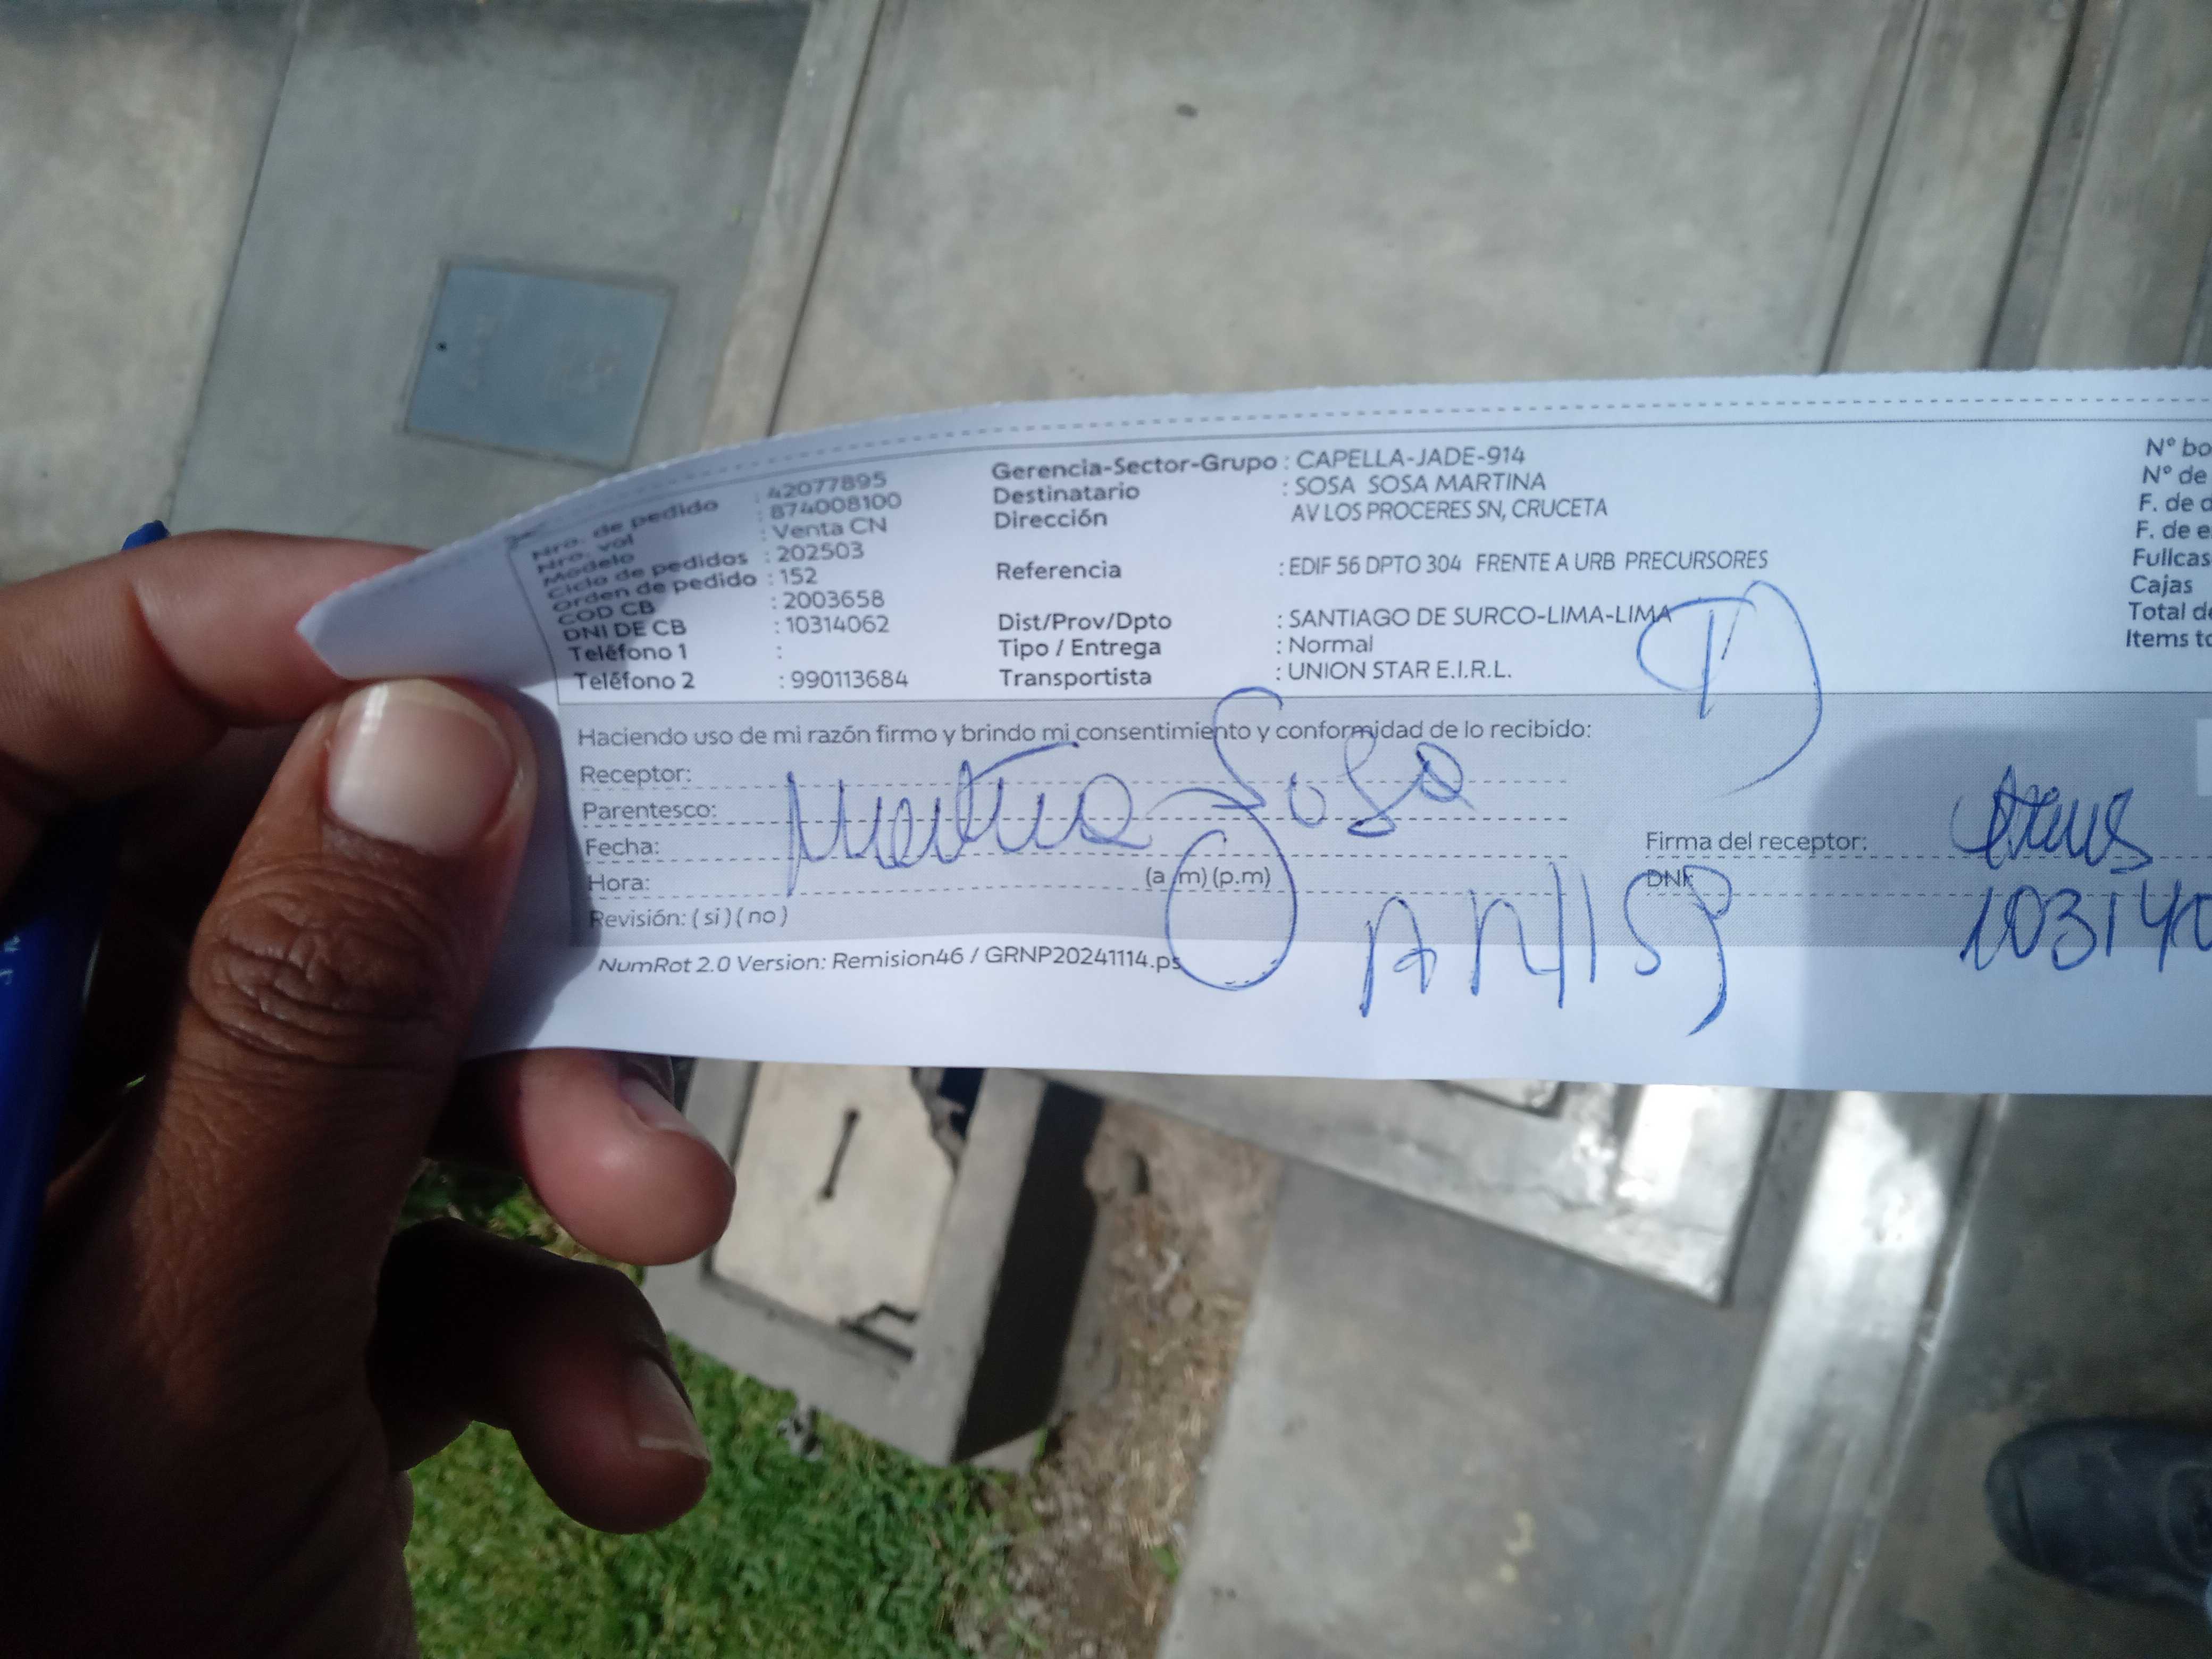 Nro. de pedido : 42077895
Nro. vol : 874008100
Modelo : Venta CN
Ciclo de pedidos : 202503
Orden de pedido : 152
COD CB : 2003658
DNI DE CB : 10314062
Teléfono 1 :
Teléfono 2 : 990113684
Gerencia-Sector-Grupo : CAPELLA-JADE-914
Destinatario : SOSA SOSA MARTINA
Dirección AV LOS PROCERES SN, CRUCETA
Referencia : EDIF 56 DPTO 304 FRENTE A URB PRECURSORES
Dist/Prov/Dpto : SANTIAGO DE SURCO-LIMA-LIMA
Tipo / Entrega : Normal
Transportista : UNION STAR E.I.R.L.
N° bo
N° de
F. de d
F. de e
Fullcas
Cajas
Total de
Items to
Haciendo uso de mi razón firmo y brindo mi consentimiento y conformidad de lo recibido:
Receptor:
Parentesco:
Martina Sosa
Fecha:
Hora: (a .m) (p.m)
Revisión: ( si ) ( no )
Firma del receptor:
DNI:
103140
NumRot 2.0 Version: Remision46 / GRNP20241114.ps